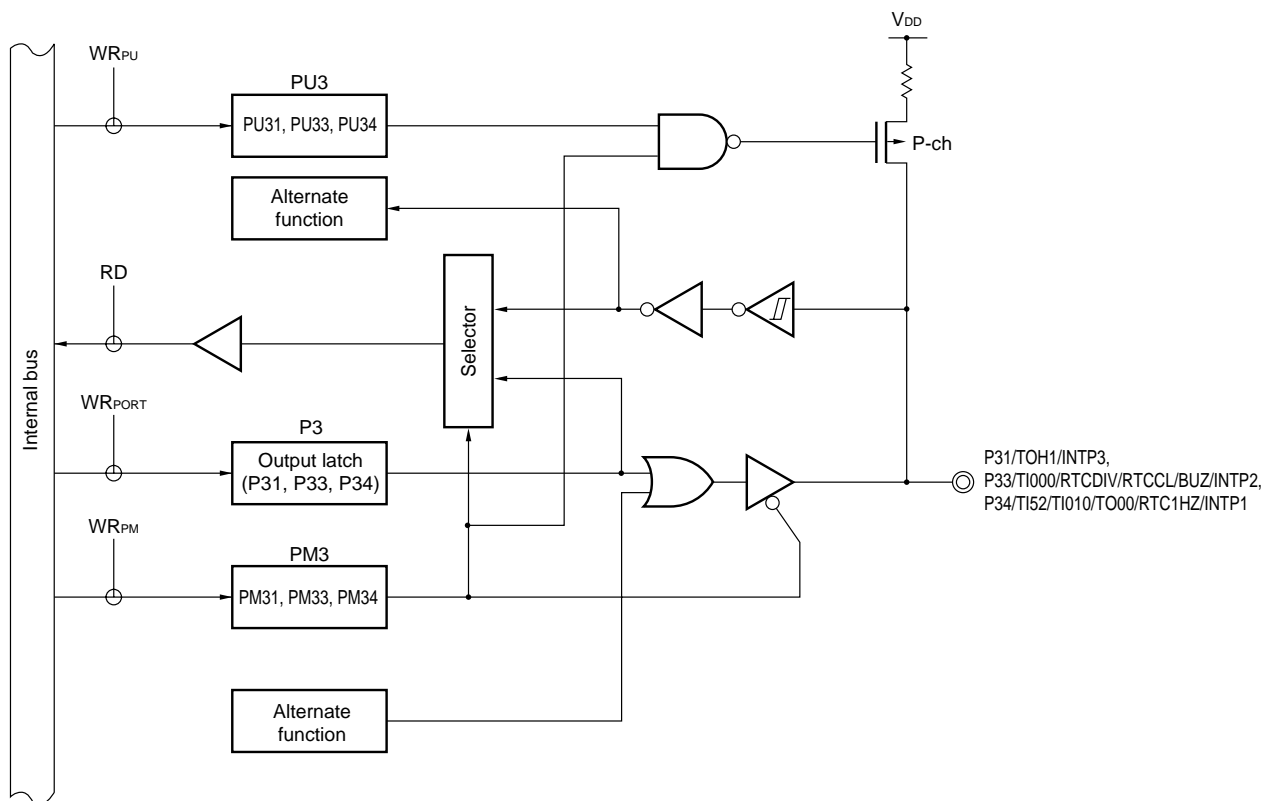 VDD
WRPU
PU3
PU31, PU33, PU34
P-ch
Alternate
function
RD
Selector
Internal bus
WRPORT
P3
Output latch
(P31, P33, P34)
P31/TOH1/INTP3,
P33/TI000/RTCDIV/RTCCL/BUZ/INTP2,
P34/TI52/TI010/TO00/RTC1HZ/INTP1
WRPM
PM3
PM31, PM33, PM34
Alternate
function